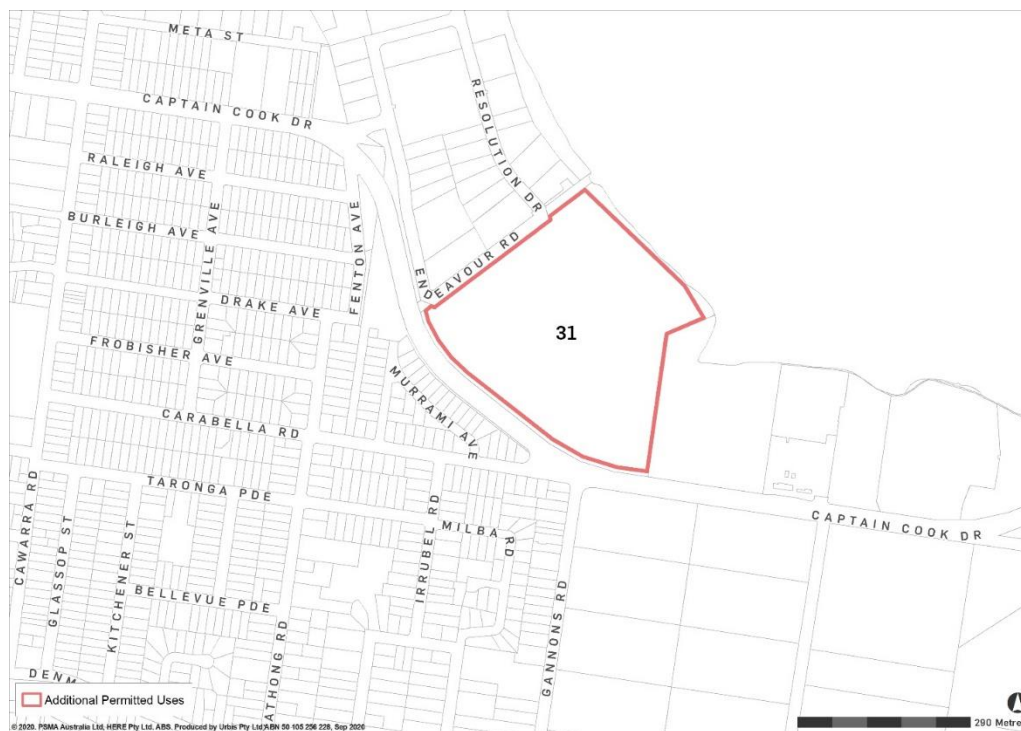 META ST
CAPTAIN COOK DR
RESOLUTION DR
RALEIGH AVE
BURLEIGH AVE
GRENVILLE AVE
FENTON AVE
ENDEAVOUR RD
DRAKE AVE
31
FROBISHER AVE
MURRAMI AVE
CARABELLA RD
TARONGA PDE
CAWARRA RD
GLASSOP ST
KITCHENER ST
IRRUBEL RD
MILBA RD
CAPTAIN COOK DR
BELLEVUE PDE
GANNONS RD
ATHONG RD
DENM
Additional Permitted Uses
290 Metre
© 2020. PSMA Australia Ltd, HERE Pty Ltd. ABS. Produced by Urbis Pty Ltd ABN 50 105 256 228, Sep 2020